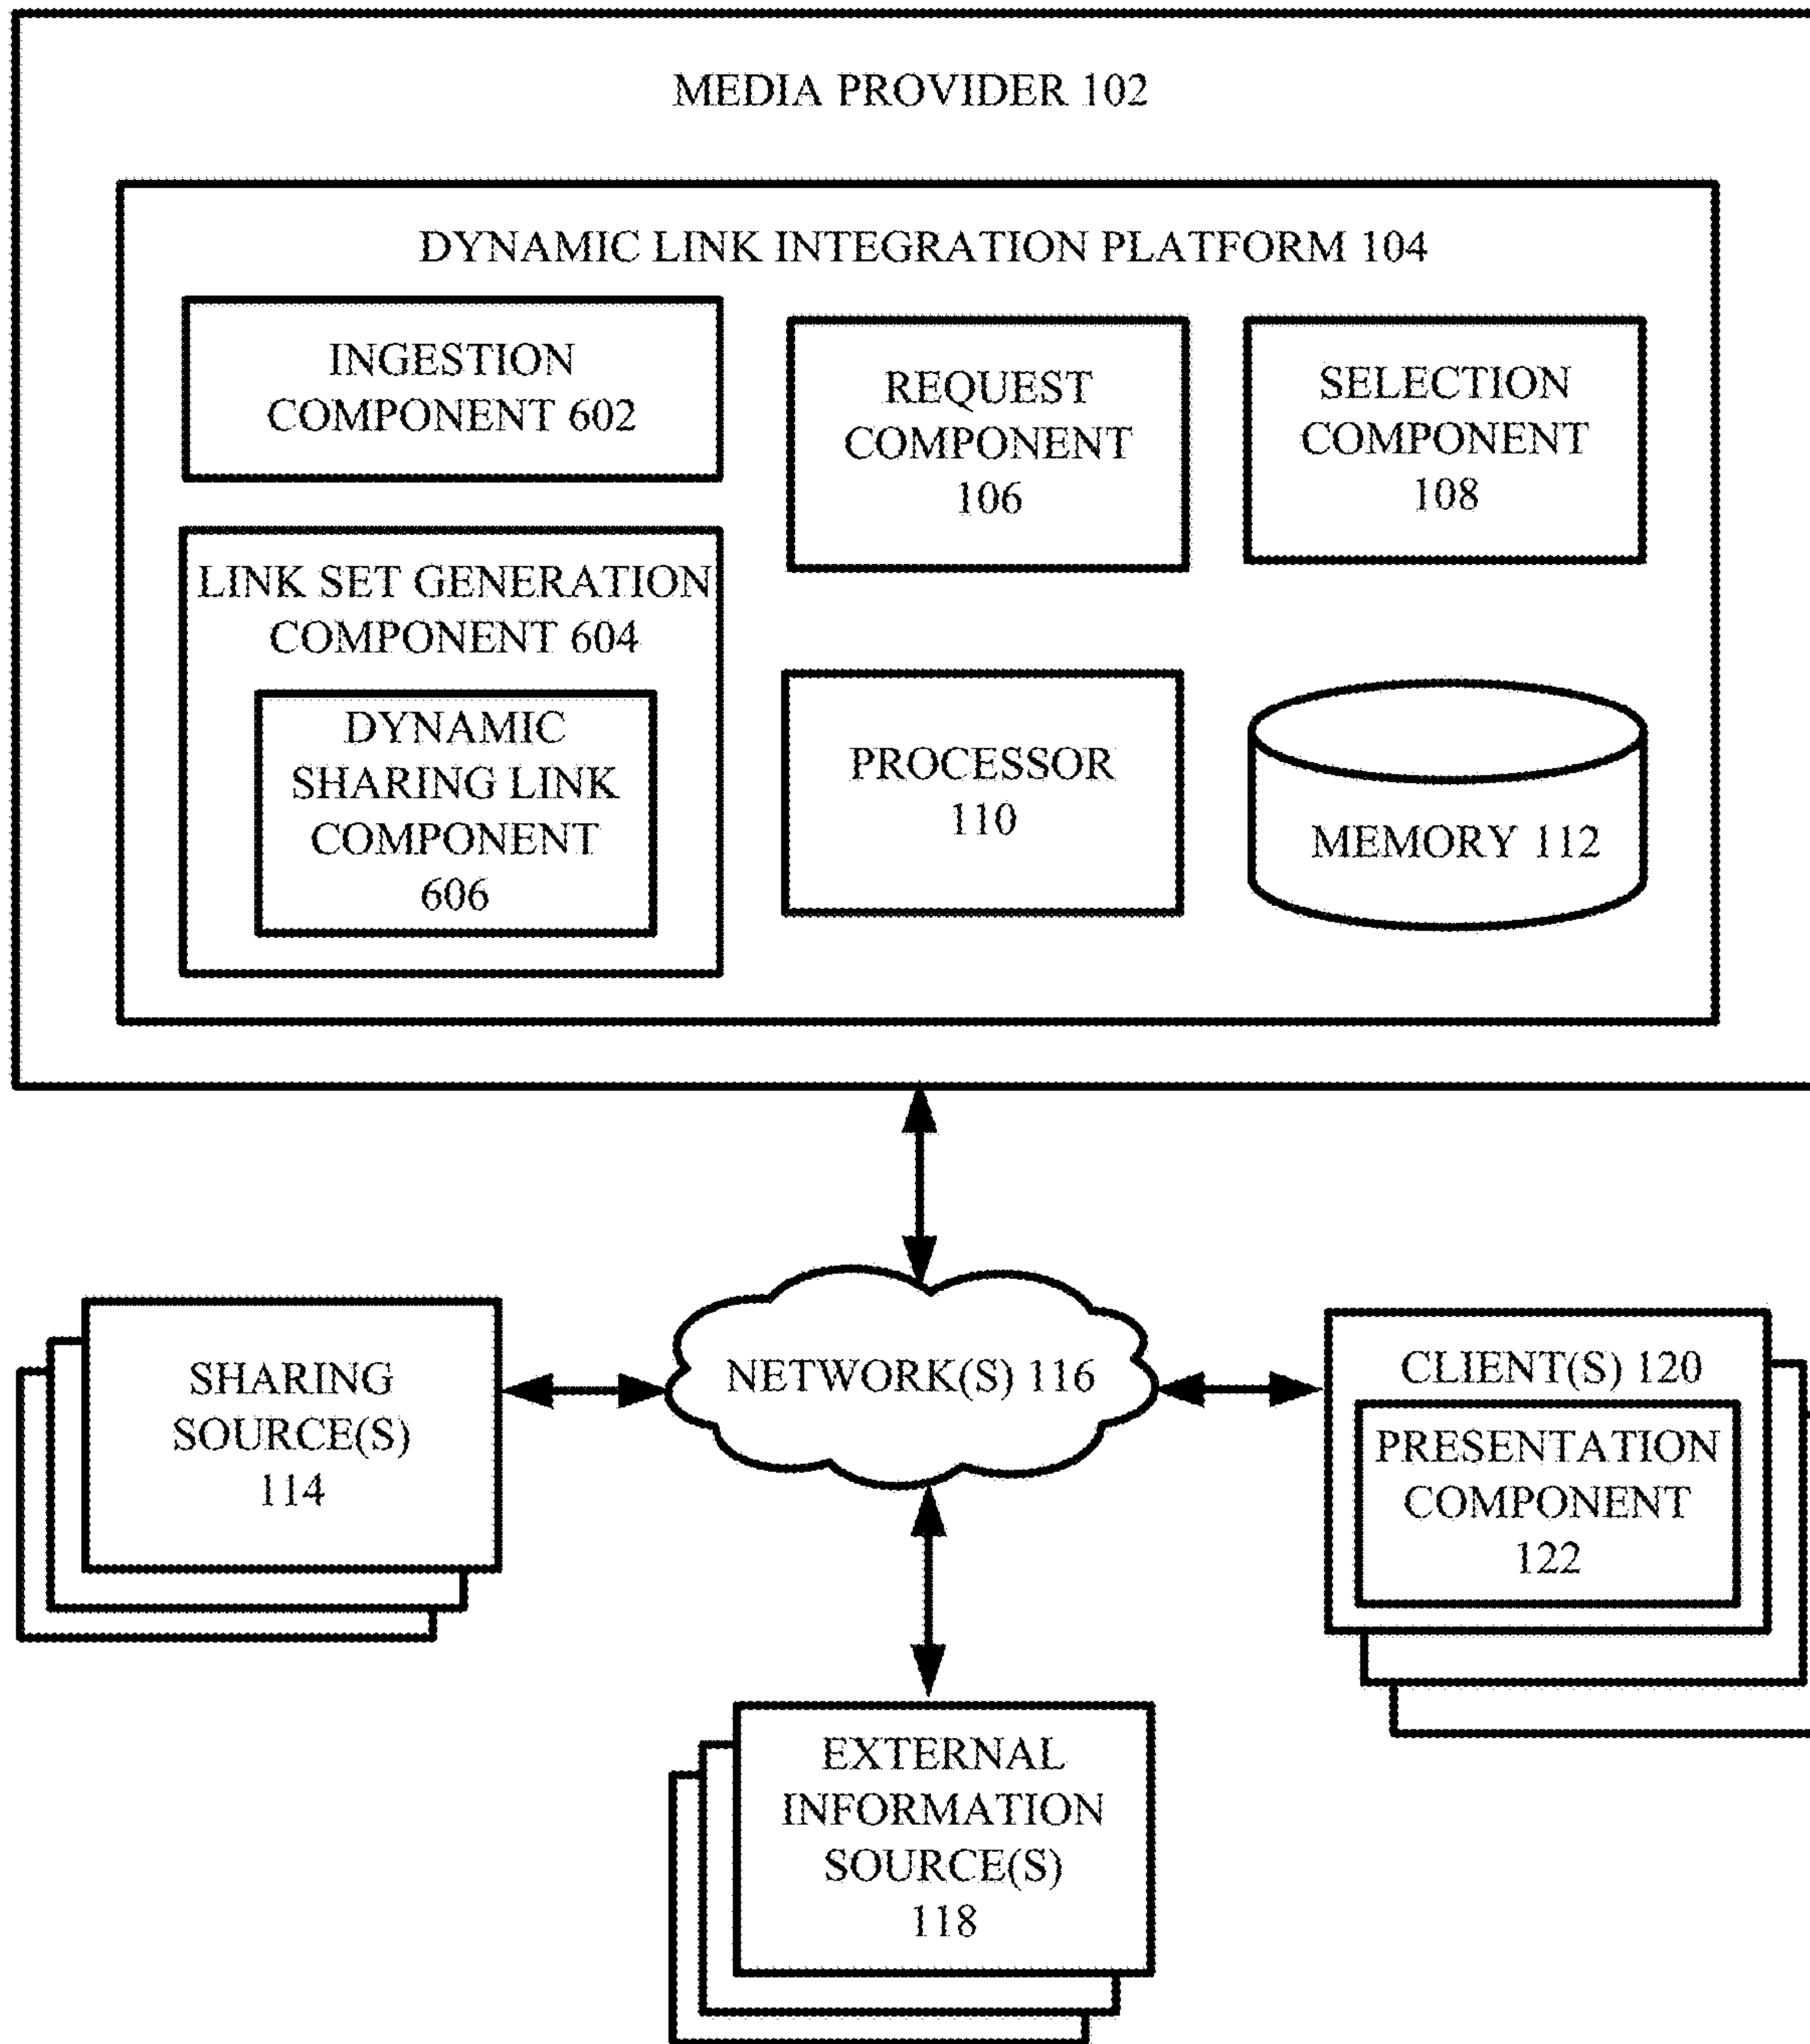 MEDIA PROVIDER 102
DYNAMIC LINK INTEGRATION PLATFORM 104
INGESTION
COMPONENT 602
REQUEST
COMPONENT
106
SELECTION
COMPONENT
108
LINK SET GENERATION
COMPONENT 604
DYNAMIC
SHARING LINK
COMPONENT
606
PROCESSOR
110
MEMORY 112
SHARING
SOURCE(S)
114
NETWORK(S) 116
CLIENT(S) 120
PRESENTATION
COMPONENT
122
EXTERNAL
INFORMATION
SOURCE(S)
118